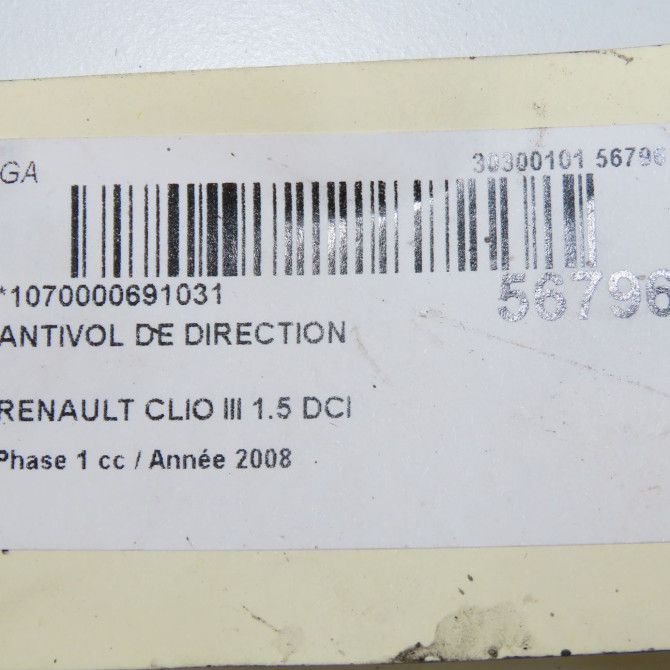 GA
30300101 56796
*1070000691031
56796
ANTIVOL DE DIRECTION
RENAULT CLIO III 1.5 DCI
Phase 1 cc / Année 2008